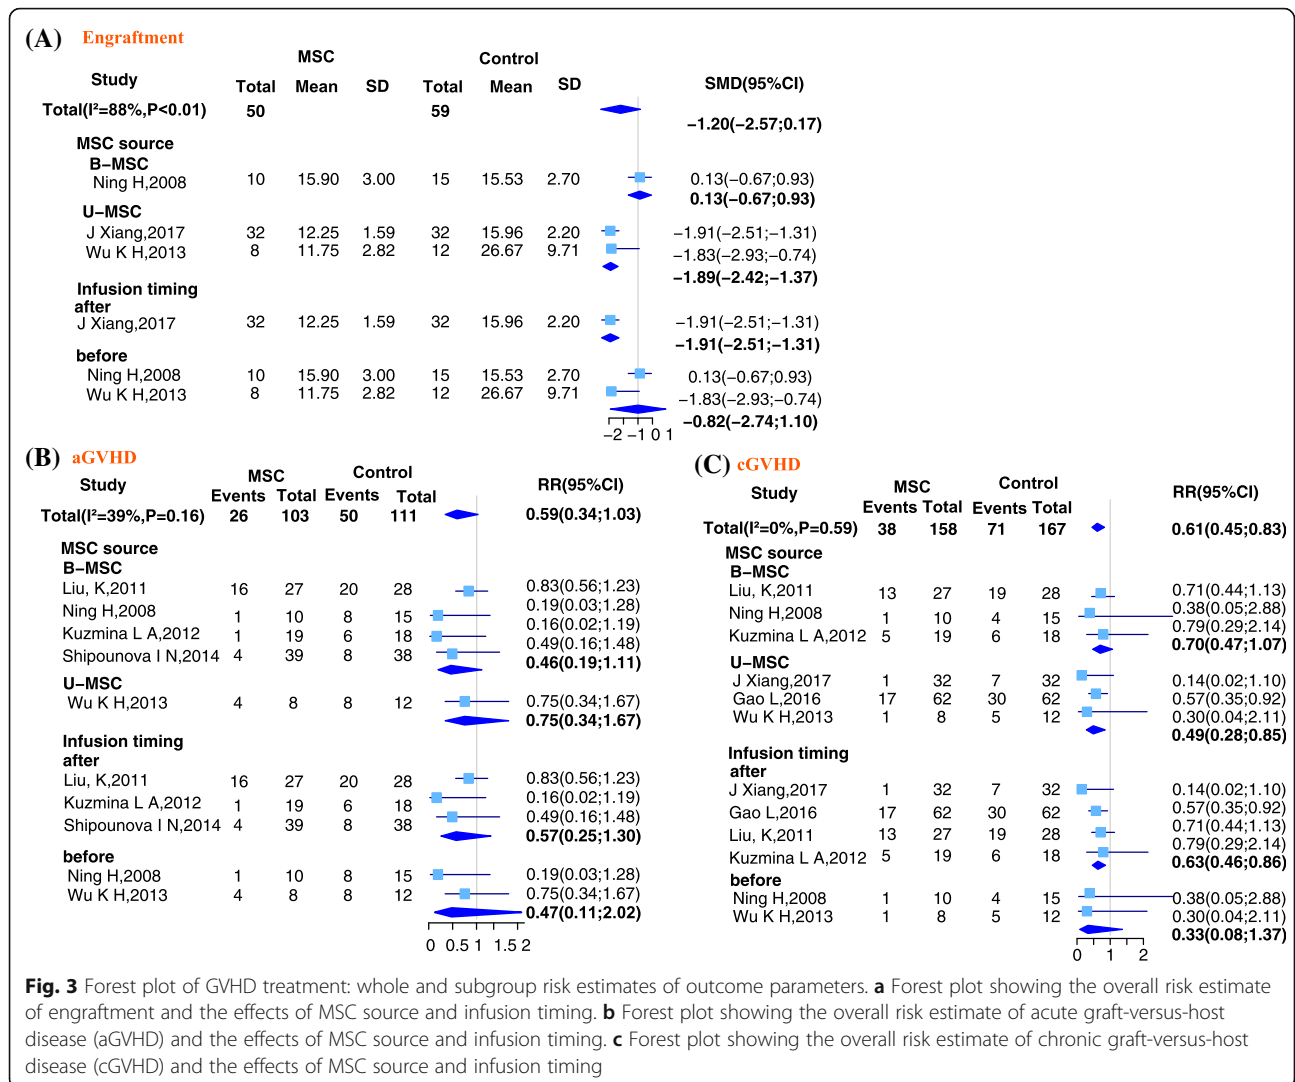 (A) Engraftment
MSC Control
Study Total Mean SD Total Mean SD SMD(95%CI)
Total(I²=88%,P<0.01) 50 59 −1.20(−2.57;0.17)
MSC source
B−MSC
Ning H,2008 10 15.90 3.00 15 15.53 2.70 0.13(−0.67;0.93)
0.13(−0.67;0.93)
U−MSC
J Xiang,2017 32 12.25 1.59 32 15.96 2.20 −1.91(−2.51;−1.31)
Wu K H,2013 8 11.75 2.82 12 26.67 9.71 −1.83(−2.93;−0.74)
−1.89(−2.42;−1.37)
Infusion timing
after
J Xiang,2017 32 12.25 1.59 32 15.96 2.20 −1.91(−2.51;−1.31)
−1.91(−2.51;−1.31)
before
Ning H,2008 10 15.90 3.00 15 15.53 2.70 0.13(−0.67;0.93)
Wu K H,2013 8 11.75 2.82 12 26.67 9.71 −1.83(−2.93;−0.74)
−0.82(−2.74;1.10)
−2 −1 0 1
(B) aGVHD
MSC Control
Study Events Total Events Total RR(95%CI)
Total(I²=39%,P=0.16) 26 103 50 111 0.59(0.34;1.03)
MSC source
B−MSC
Liu, K,2011 16 27 20 28 0.83(0.56;1.23)
Ning H,2008 1 10 8 15 0.19(0.03;1.28)
Kuzmina L A,2012 1 19 6 18 0.16(0.02;1.19)
Shipounova I N,2014 4 39 8 38 0.49(0.16;1.48)
0.46(0.19;1.11)
U−MSC
Wu K H,2013 4 8 8 12 0.75(0.34;1.67)
0.75(0.34;1.67)
Infusion timing
after
Liu, K,2011 16 27 20 28 0.83(0.56;1.23)
Kuzmina L A,2012 1 19 6 18 0.16(0.02;1.19)
Shipounova I N,2014 4 39 8 38 0.49(0.16;1.48)
0.57(0.25;1.30)
before
Ning H,2008 1 10 8 15 0.19(0.03;1.28)
Wu K H,2013 4 8 8 12 0.75(0.34;1.67)
0.47(0.11;2.02)
0 0.5 1 1.5 2
(C) cGVHD
MSC Control
Study Events Total Events Total RR(95%CI)
Total(I²=0%,P=0.59) 38 158 71 167 0.61(0.45;0.83)
MSC source
B−MSC
Liu, K,2011 13 27 19 28 0.71(0.44;1.13)
Ning H,2008 1 10 4 15 0.38(0.05;2.88)
Kuzmina L A,2012 5 19 6 18 0.79(0.29;2.14)
0.70(0.47;1.07)
U−MSC
J Xiang,2017 1 32 7 32 0.14(0.02;1.10)
Gao L,2016 17 62 30 62 0.57(0.35;0.92)
Wu K H,2013 1 8 5 12 0.30(0.04;2.11)
0.49(0.28;0.85)
Infusion timing
after
J Xiang,2017 1 32 7 32 0.14(0.02;1.10)
Gao L,2016 17 62 30 62 0.57(0.35;0.92)
Liu, K,2011 13 27 19 28 0.71(0.44;1.13)
Kuzmina L A,2012 5 19 6 18 0.79(0.29;2.14)
0.63(0.46;0.86)
before
Ning H,2008 1 10 4 15 0.38(0.05;2.88)
Wu K H,2013 1 8 5 12 0.30(0.04;2.11)
0.33(0.08;1.37)
0 1 2
Fig. 3 Forest plot of GVHD treatment: whole and subgroup risk estimates of outcome parameters. a Forest plot showing the overall risk estimate
of engraftment and the effects of MSC source and infusion timing. b Forest plot showing the overall risk estimate of acute graft-versus-host
disease (aGVHD) and the effects of MSC source and infusion timing. c Forest plot showing the overall risk estimate of chronic graft-versus-host
disease (cGVHD) and the effects of MSC source and infusion timing